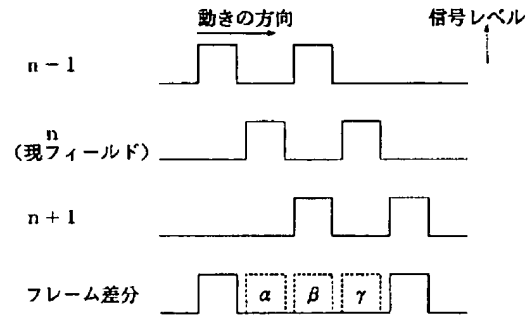 動きの方向
信号レベル
n − 1
n
(現フィールド)
n + 1
フレーム差分
α
β
γ